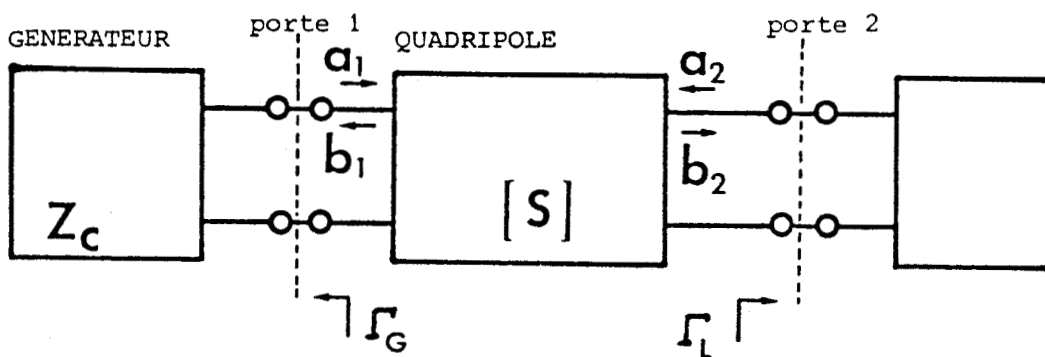 porte 1
porte 2
GENERATEUR
QUADRIPOLE
a1
a2
b1
b2
Zc
[S]
ΓG
ΓL